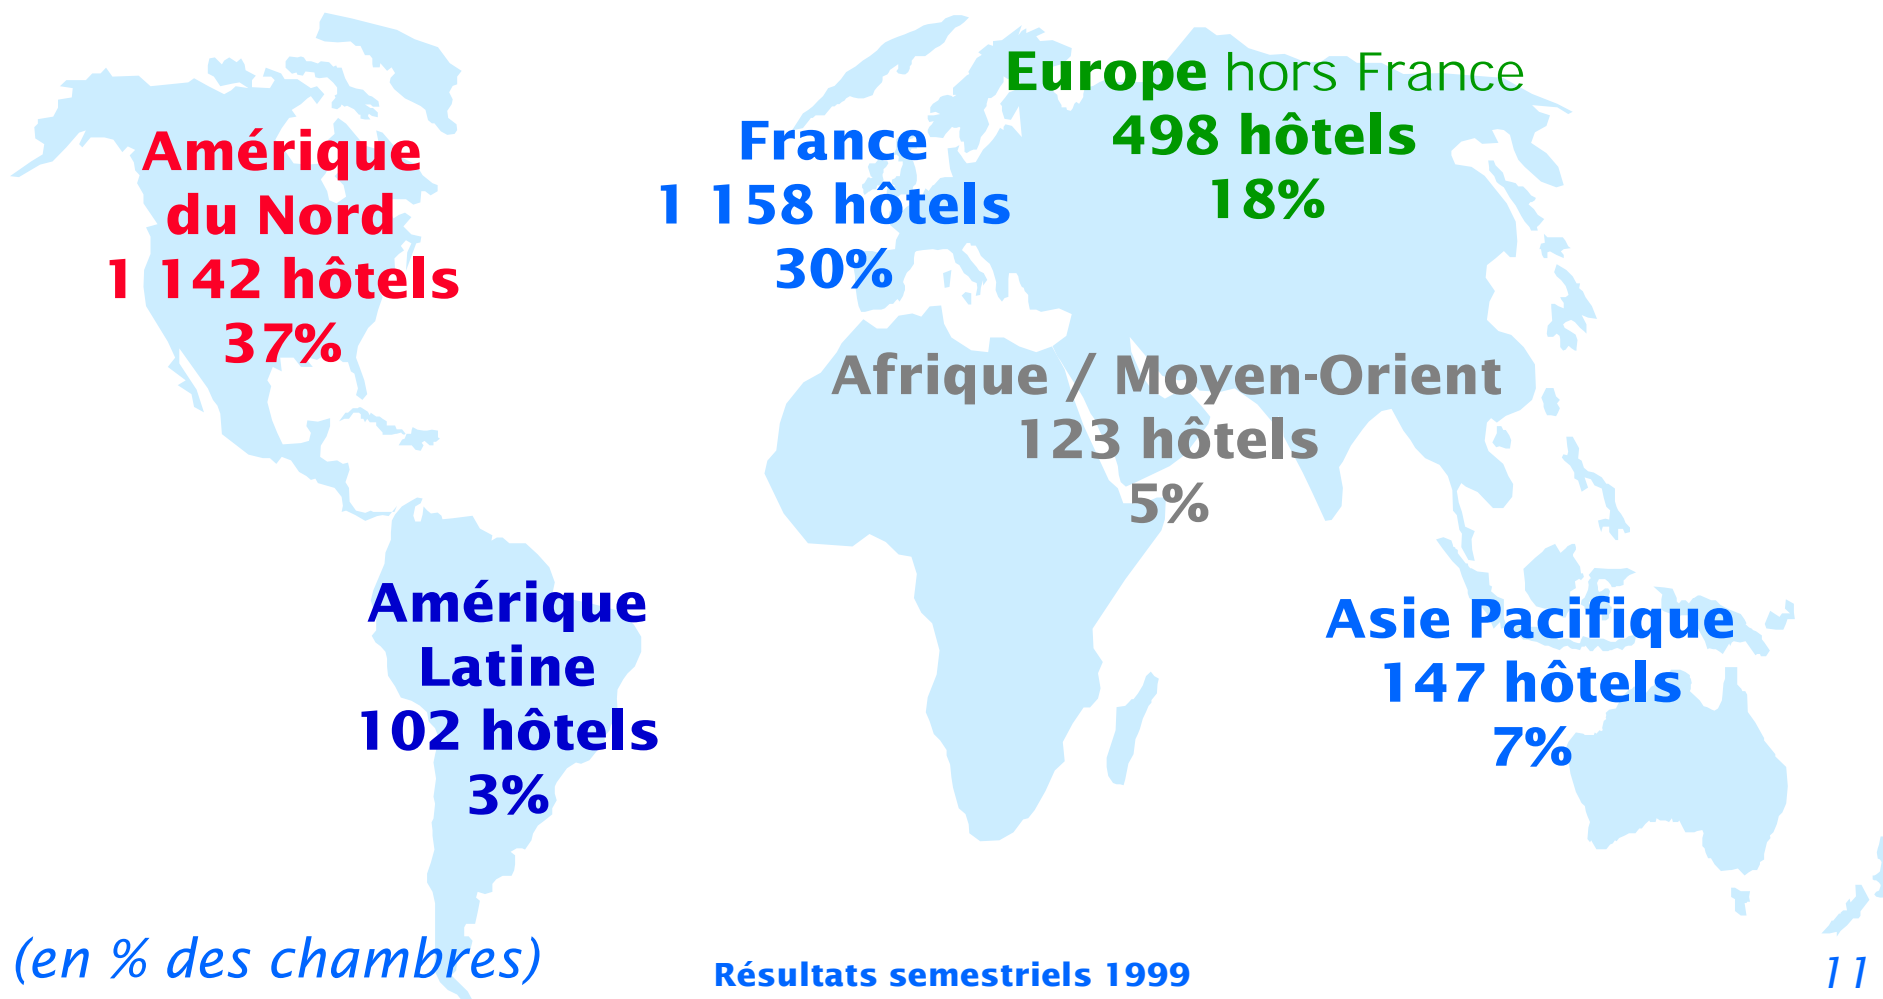 Amérique
du Nord
1 142 hôtels
37%
France
1 158 hôtels
30%
Europe hors France
498 hôtels
18%
Afrique / Moyen-Orient
123 hôtels
5%
Amérique
Latine
102 hôtels
3%
Asie Pacifique
147 hôtels
7%
(en % des chambres)
Résultats semestriels 1999
11